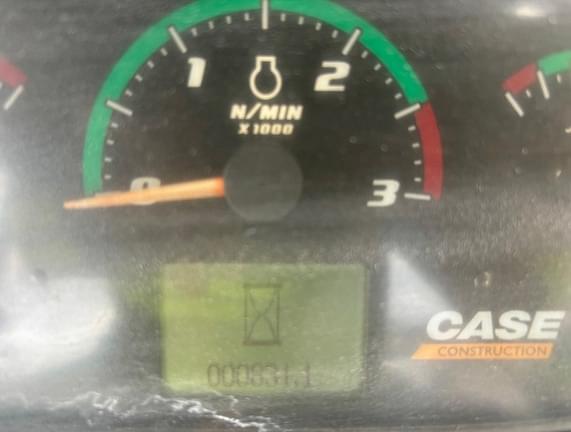 1 2
N/MIN
X1000
0 3
000831.1
CASE
CONSTRUCTION